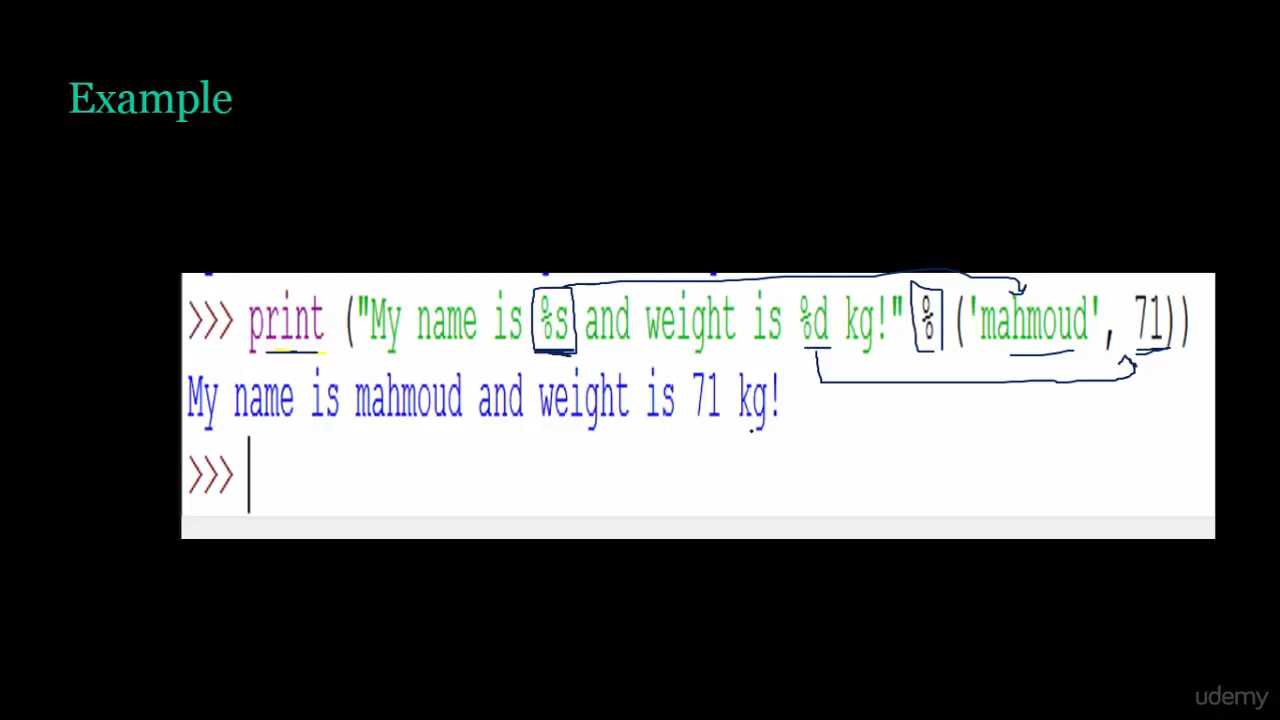 Example
>>> print ("My name is %s and weight is %d kg!" % ('mahmoud', 71))
My name is mahmoud and weight is 71 kg!
>>>
udemy